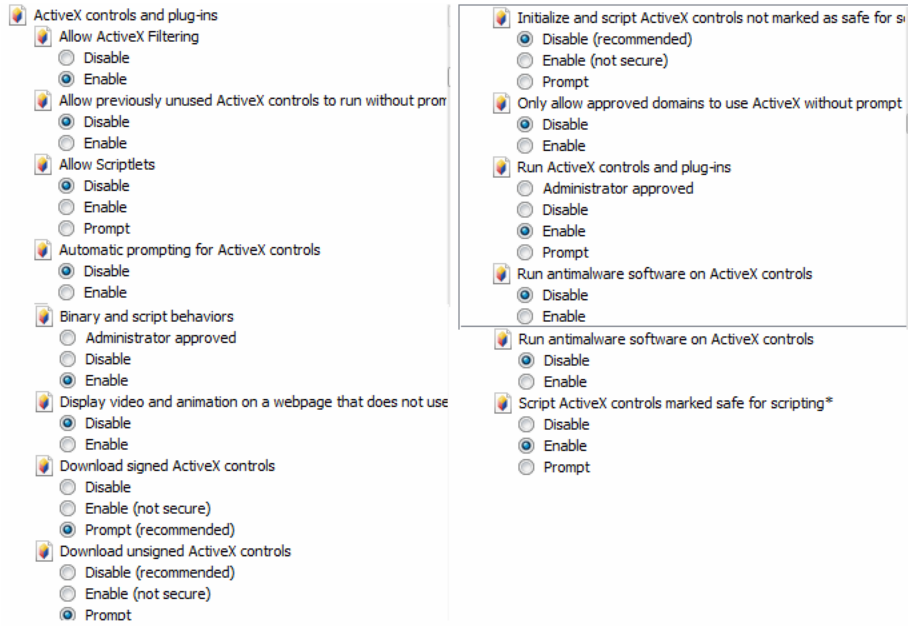 ActiveX controls and plug-ins
Allow ActiveX Filtering
Disable
Enable
Allow previously unused ActiveX controls to run without
Disable
Enable
Allow Scriptlets
Disable
Enable
Prompt
Automatic prompting for ActiveX controls
Disable
Enable
Binary and script behaviors
Administrator approved
Disable
Enable
Display video and animation on a webpage that does not use
Disable
Enable
Download signed ActiveX controls
Disable
Enable (not secure)
Prompt (recommended)
Download unsigned ActiveX controls
Disable (recommended)
Enable (not secure)
Prompt
Initialize and script ActiveX controls not marked as safe for
Disable (recommended)
Enable (not secure)
Prompt
Only allow approved domains to use ActiveX without prompt
Disable
Enable
Run ActiveX controls and plug-ins
Administrator approved
Disable
Enable
Prompt
Run antimalware software on ActiveX controls
Disable
Enable
Run antimalware software on ActiveX controls
Disable
Enable
Script ActiveX controls marked safe for scripting*
Disable
Enable
Prompt